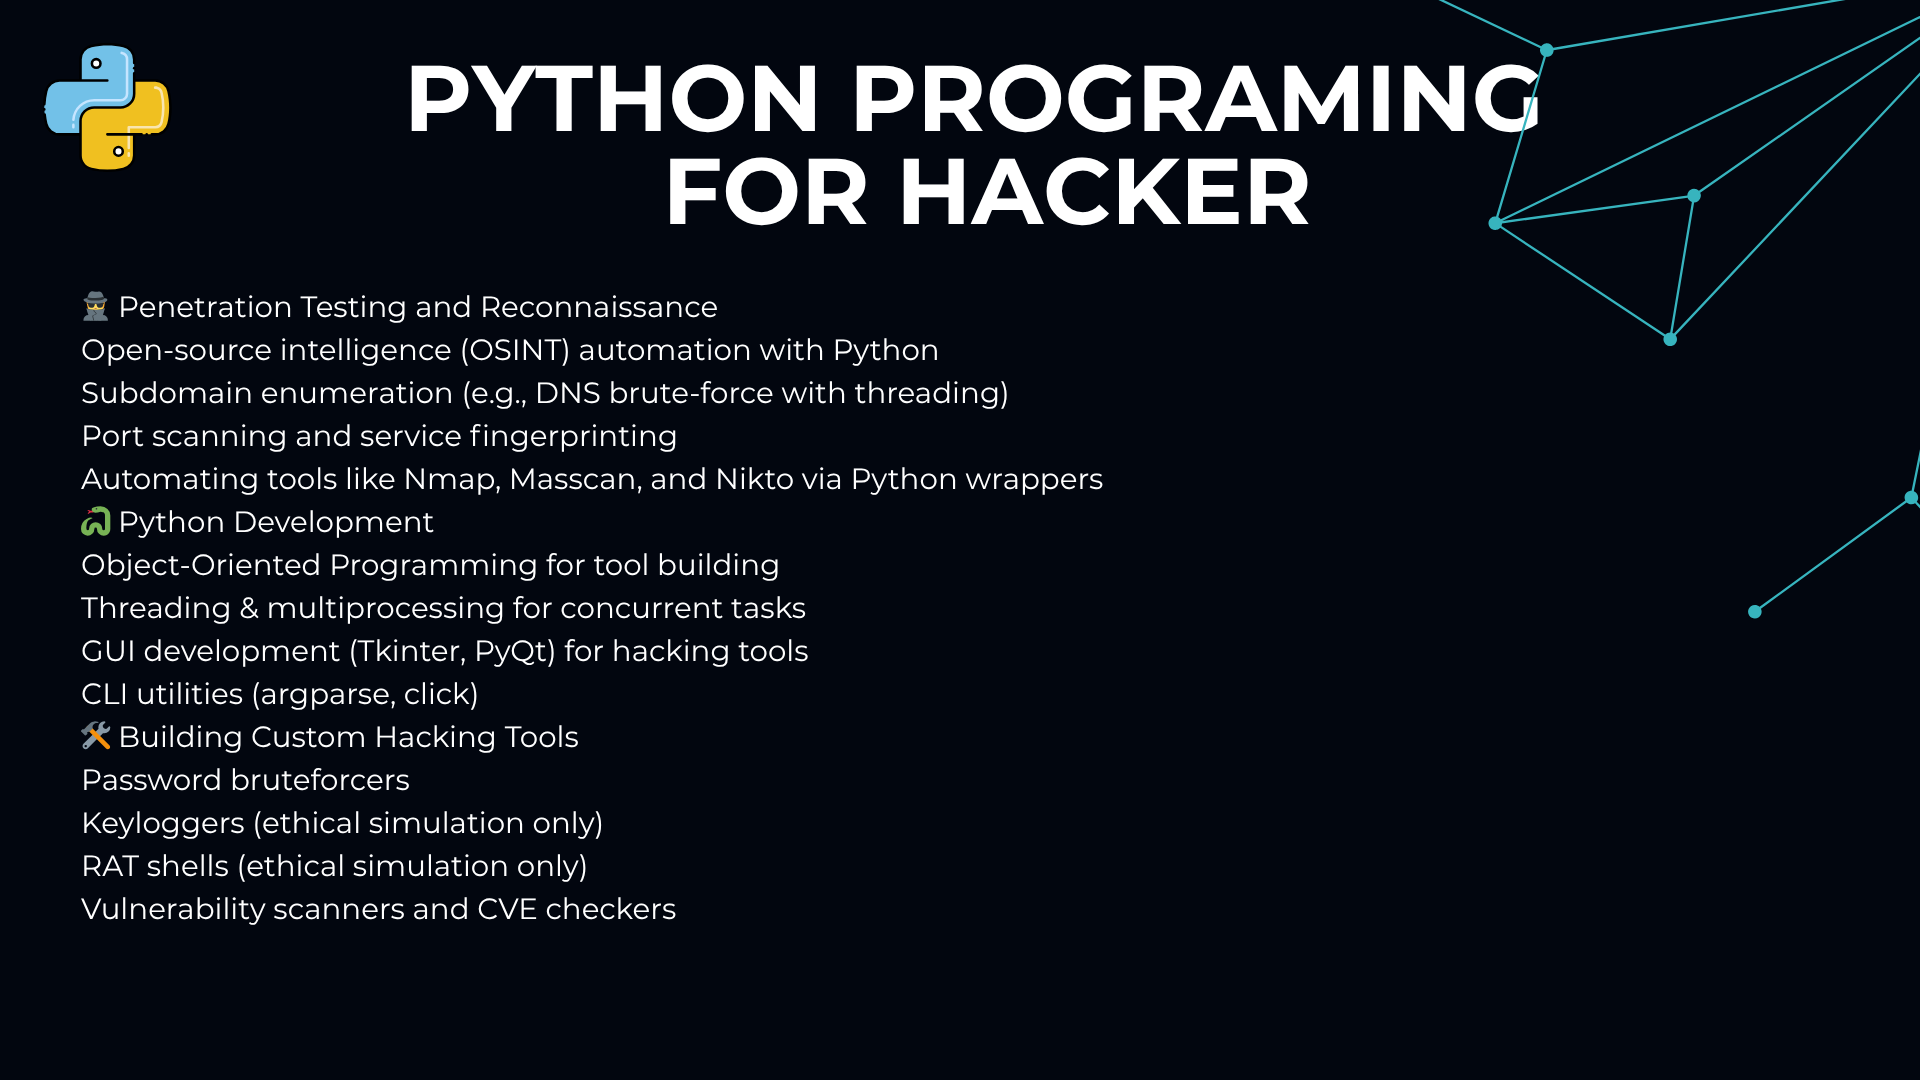 PYTHON PROGRAMING
FOR HACKER
🕵️ Penetration Testing and Reconnaissance
Open-source intelligence (OSINT) automation with Python
Subdomain enumeration (e.g., DNS brute-force with threading)
Port scanning and service fingerprinting
Automating tools like Nmap, Masscan, and Nikto via Python wrappers
🐍 Python Development
Object-Oriented Programming for tool building
Threading & multiprocessing for concurrent tasks
GUI development (Tkinter, PyQt) for hacking tools
CLI utilities (argparse, click)
🛠️ Building Custom Hacking Tools
Password bruteforcers
Keyloggers (ethical simulation only)
RAT shells (ethical simulation only)
Vulnerability scanners and CVE checkers